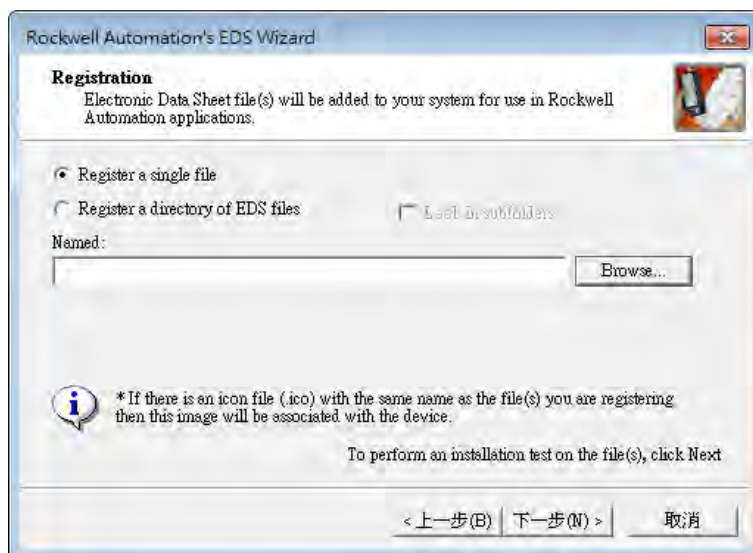 Rockwell Automation's EDS Wizard
Registration
Electronic Data Sheet file(s) will be added to your system for use in Rockwell
Automation applications.
Register a single file
Register a directory of EDS files
Look in subfolders
Named:
Browse...
i
*If there is an icon file (.ico) with the same name as the file(s) you are registering
then this image will be associated with the device.
To perform an installation test on the file(s), click Next
< 上一步(B)
下一步(N) >
取消